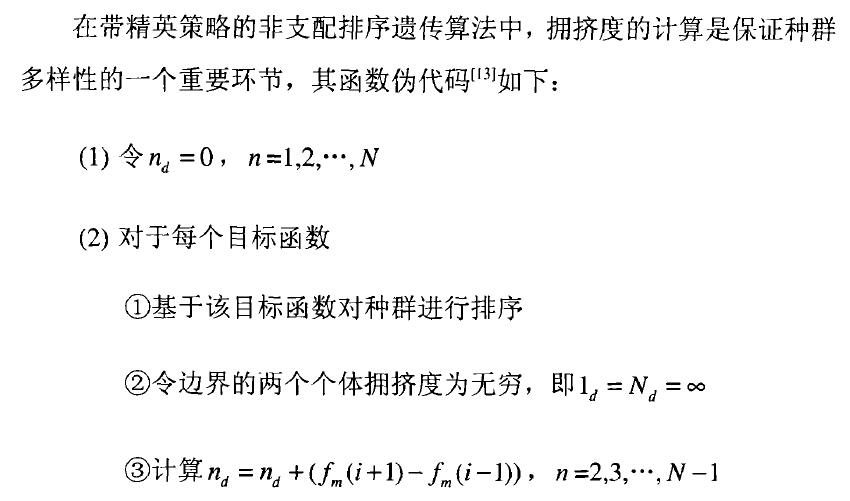 在带精英策略的非支配排序遗传算法中，拥挤度的计算是保证种群
多样性的一个重要环节，其函数伪代码[13]如下：
(1) 令 n_d = 0， n = 1,2,⋯, N
(2) 对于每个目标函数
①基于该目标函数对种群进行排序
②令边界的两个个体拥挤度为无穷，即 1_d = N_d = ∞
③计算 n_d = n_d + (f_m(i+1) − f_m(i−1))， n = 2,3,⋯, N − 1